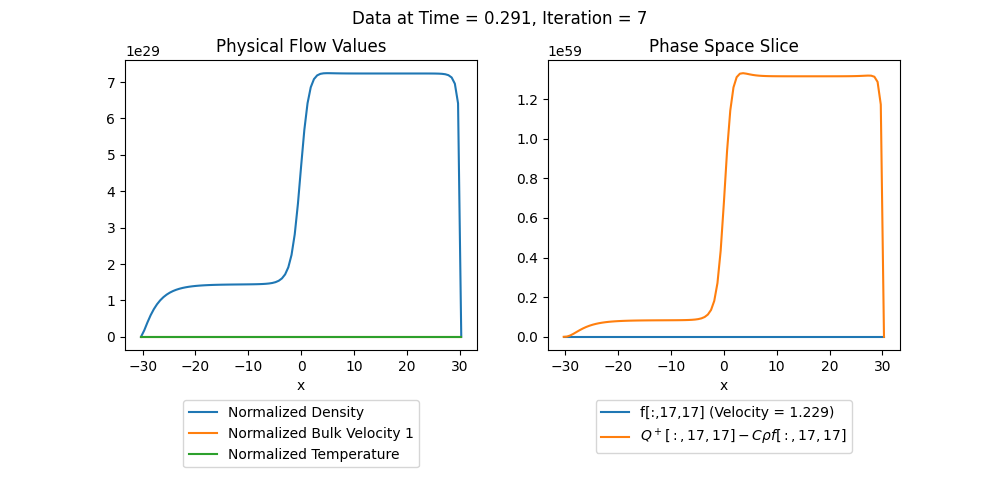 Data at Time = 0.291, Iteration = 7
Physical Flow Values
1e29
7
6
5
4
3
2
1
0
−30 −20 −10 0 10 20 30
x
Normalized Density
Normalized Bulk Velocity 1
Normalized Temperature
Phase Space Slice
1e59
1.2
1.0
0.8
0.6
0.4
0.2
0.0
−30 −20 −10 0 10 20 30
x
f[:,17,17] (Velocity = 1.229)
Q⁺[:, 17, 17] − Cρf[:, 17, 17]